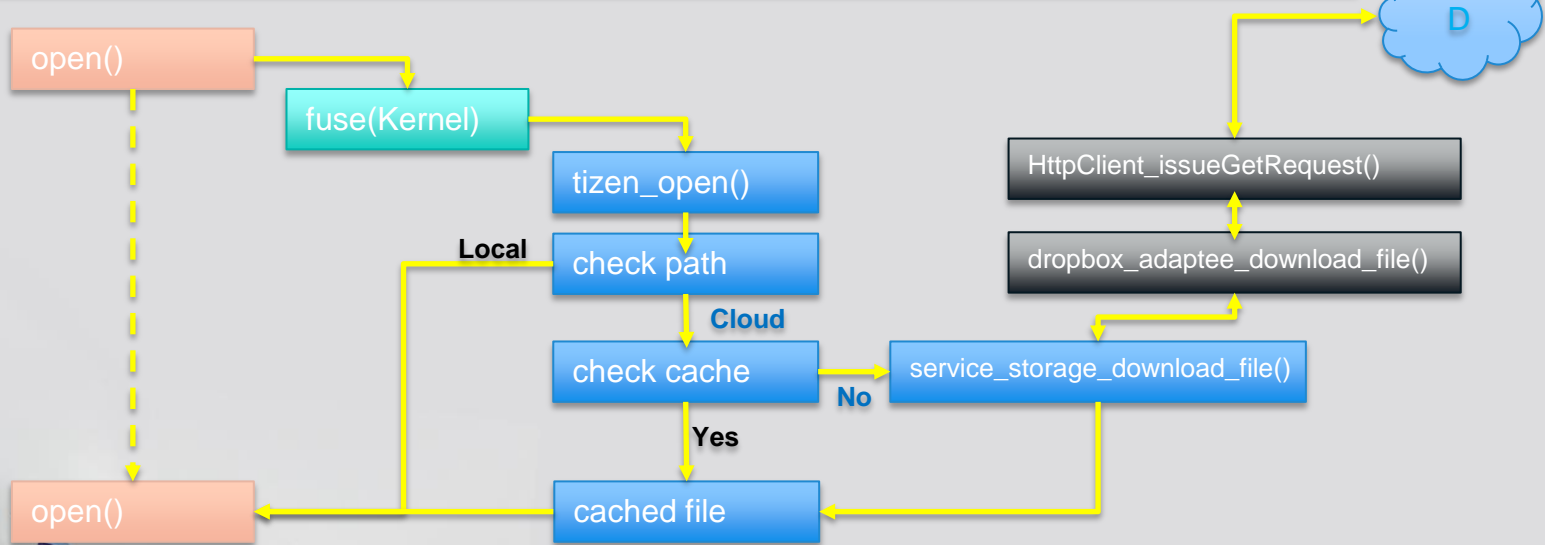 D
open()
fuse(Kernel)
HttpClient_issueGetRequest()
tizen_open()
Local
check path
dropbox_adaptee_download_file()
Cloud
check cache
service_storage_download_file()
No
Yes
open()
cached file